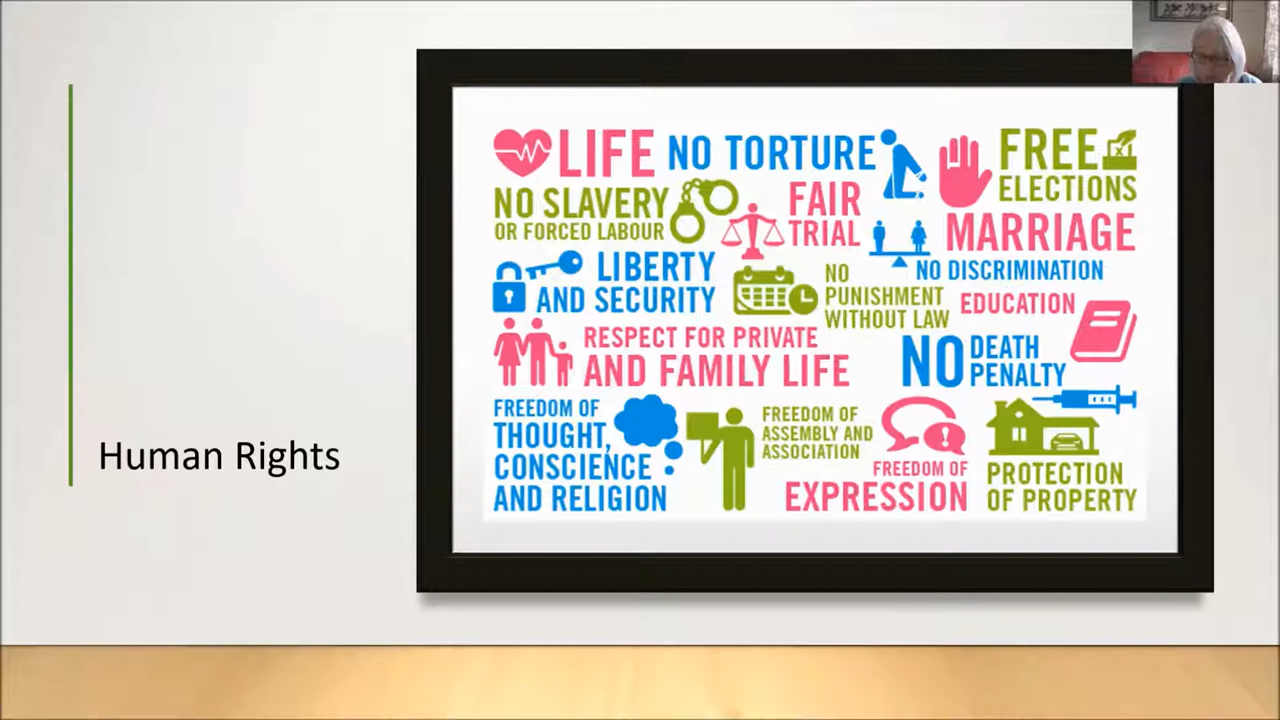 LIFE
NO TORTURE
FREE
ELECTIONS
NO SLAVERY
OR FORCED LABOUR
FAIR
TRIAL
MARRIAGE
LIBERTY
AND SECURITY
NO
PUNISHMENT
WITHOUT LAW
NO DISCRIMINATION
EDUCATION
RESPECT FOR PRIVATE
AND FAMILY LIFE
NO DEATH
PENALTY
FREEDOM OF
THOUGHT,
CONSCIENCE
AND RELIGION
FREEDOM OF
ASSEMBLY AND
ASSOCIATION
FREEDOM OF
EXPRESSION
PROTECTION
OF PROPERTY
Human Rights